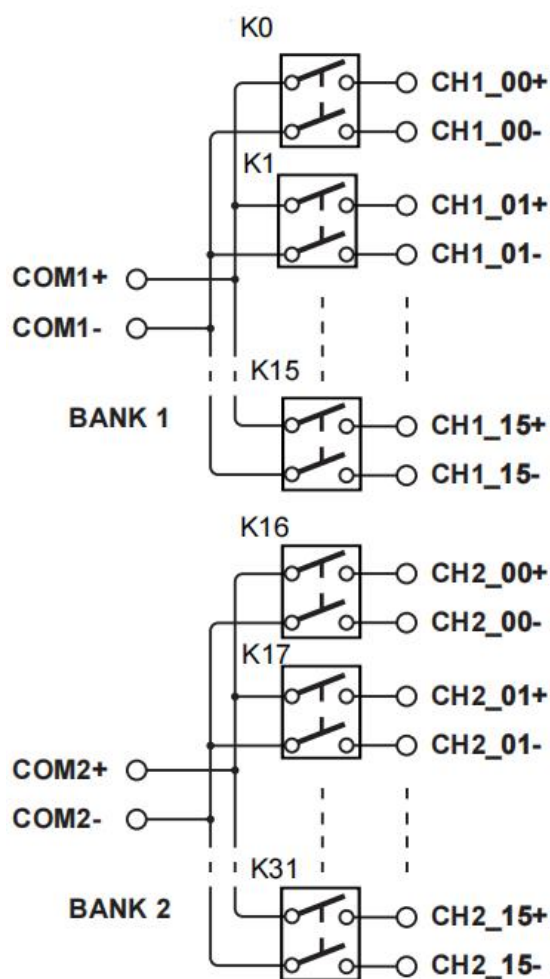 K0
CH1_00+
CH1_00-
K1
CH1_01+
CH1_01-
COM1+
COM1-
K15
BANK 1
CH1_15+
CH1_15-
K16
CH2_00+
CH2_00-
K17
CH2_01+
CH2_01-
COM2+
COM2-
K31
BANK 2
CH2_15+
CH2_15-